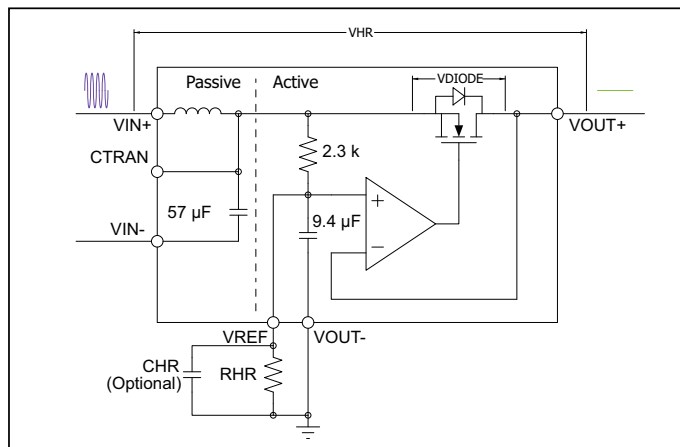 VHR
Passive
Active
VDIODE
VIN+
VOUT+
CTRAN
2.3 k
57 µF
9.4 µF
+
−
VIN-
VREF
VOUT-
CHR
(Optional)
RHR